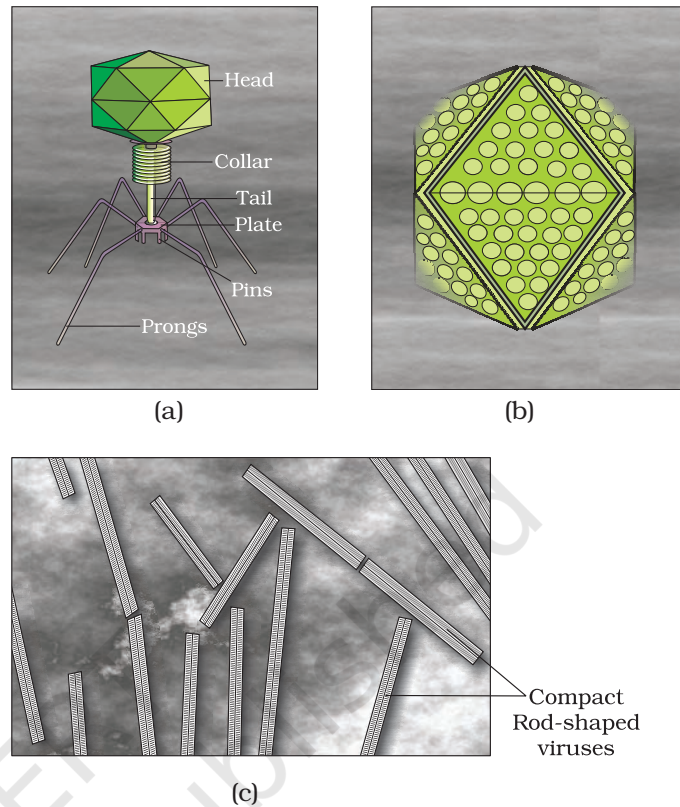 Head
Collar
Tail
Plate
Pins
Prongs
(a)
(b)
Compact
Rod-shaped
viruses
(c)